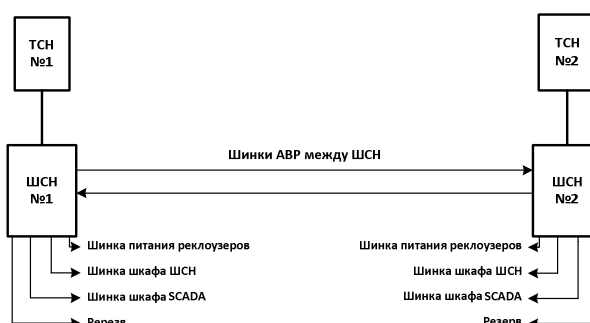 ТСН
№1
ТСН
№2
Шинки АВР между ШСН
ШСН
№1
ШСН
№2
Шинка питания реклоузеров
Шинка питания реклоузеров
Шинка шкафа ШСН
Шинка шкафа ШСН
Шинка шкафа SCADA
Шинка шкафа SCADA
Резерв
Резерв